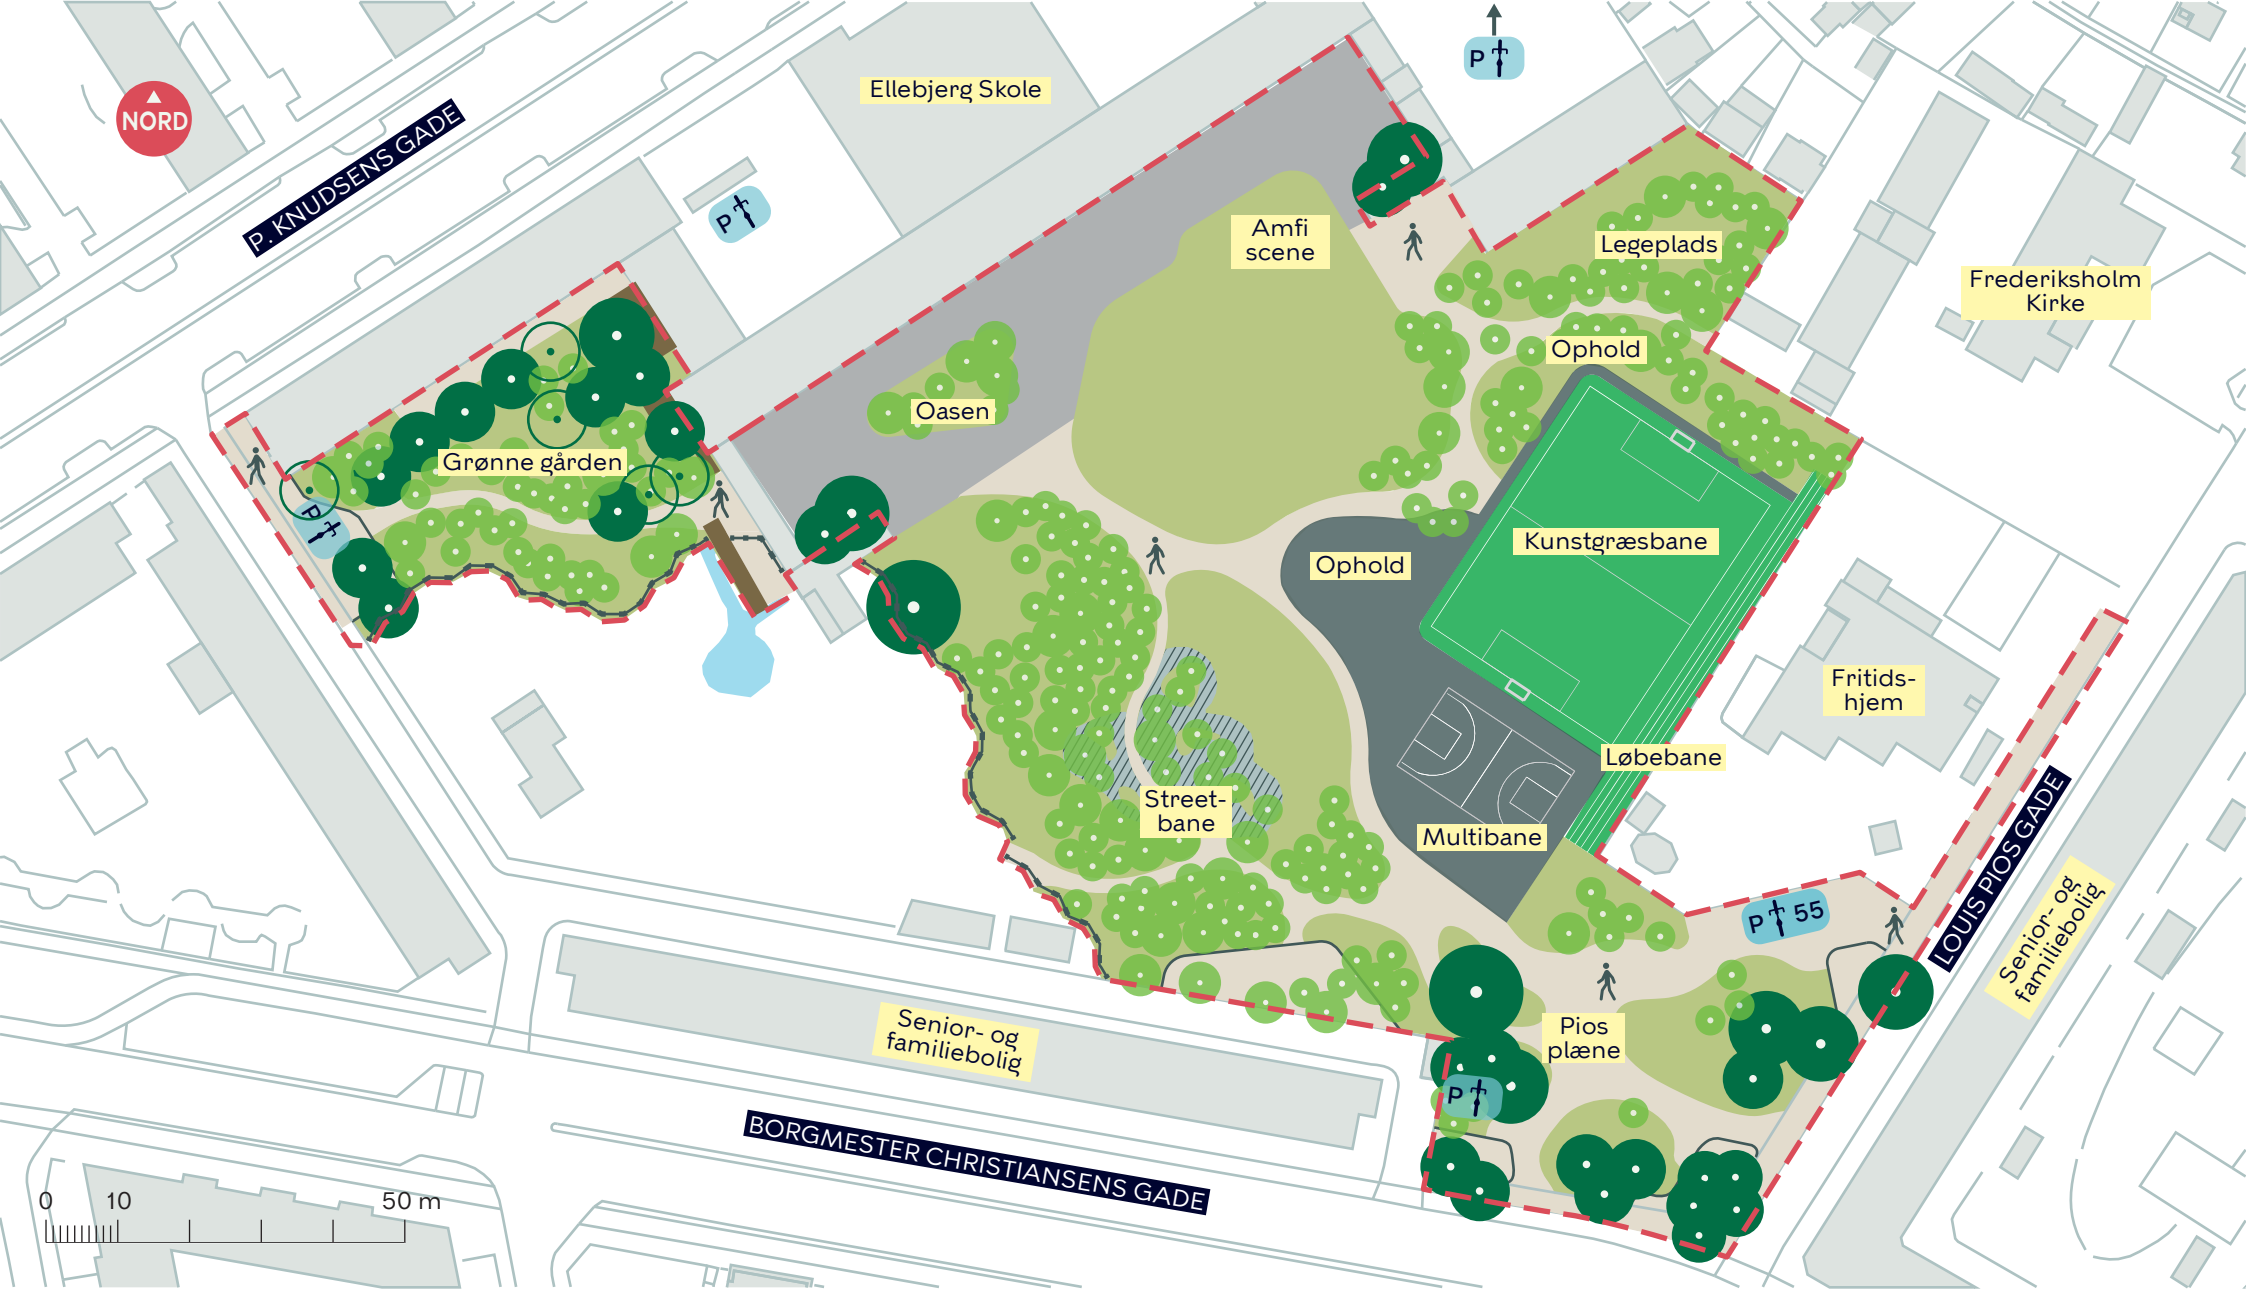 P
Ellebjerg Skole
NORD
P. KNUDSENS GADE
P
Amfi
scene
Legeplads
Frederiksholm
Kirke
Ophold
Oasen
Grønne gården
P
Kunstgræsbane
Ophold
Fritids-
hjem
Løbebane
Street-
bane
Multibane
LOUIS PIOS GADE
P 55
Senior- og
familiebolig
Senior- og
familiebolig
Pios
plæne
P
BORGMESTER CHRISTIANSENS GADE
0 10 50 m